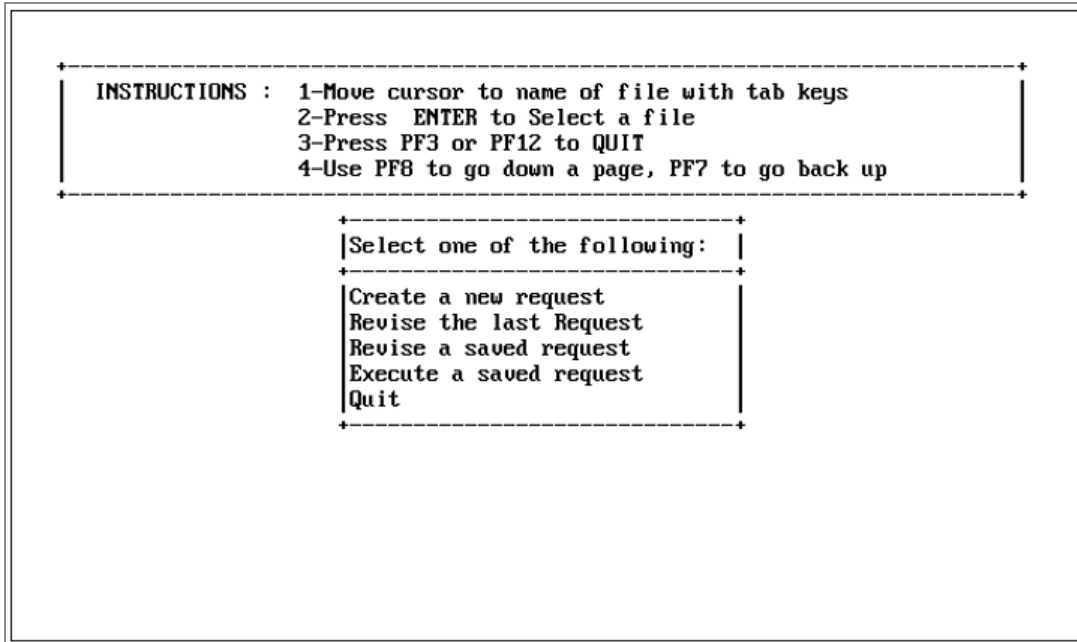 INSTRUCTIONS :  1-Move cursor to name of file with tab keys
2-Press  ENTER to Select a file
3-Press PF3 or PF12 to QUIT
4-Use PF8 to go down a page, PF7 to go back up
Select one of the following:
Create a new request
Revise the last Request
Revise a saved request
Execute a saved request
Quit